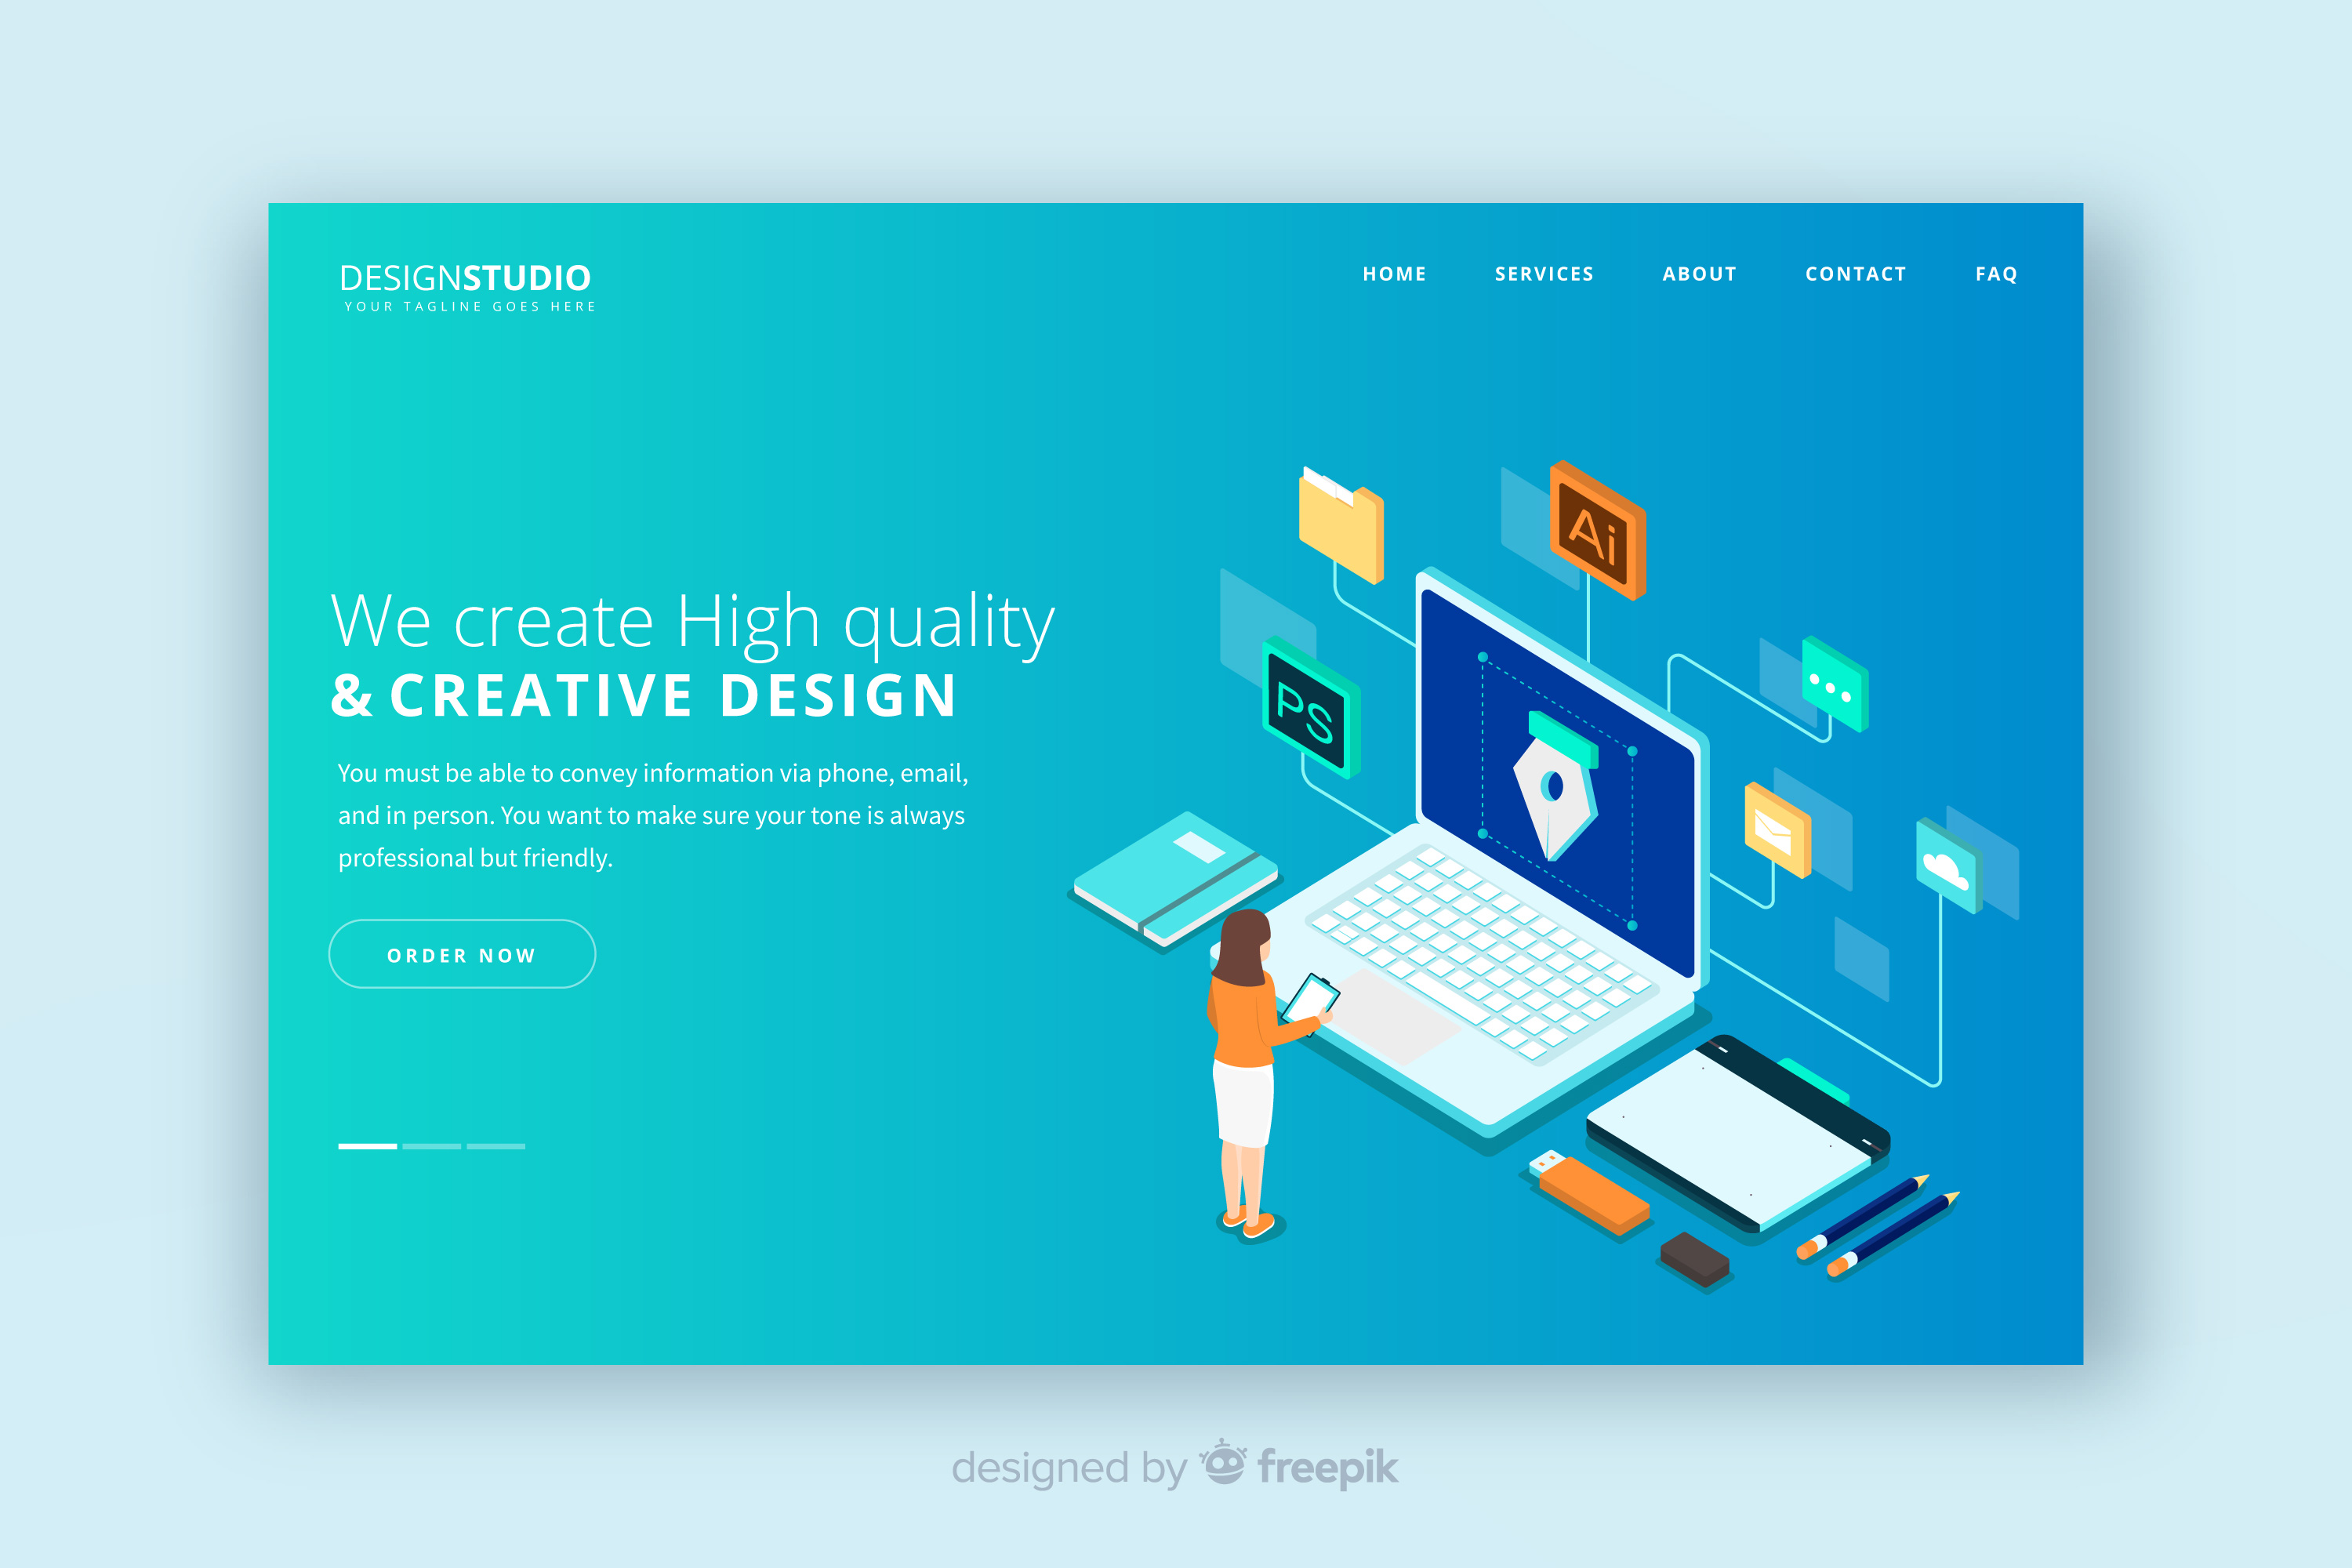 DESIGNSTUDIO
YOUR TAGLINE GOES HERE
HOME SERVICES ABOUT CONTACT FAQ
We create High quality
& CREATIVE DESIGN
You must be able to convey information via phone, email,
and in person. You want to make sure your tone is always
professional but friendly.
ORDER NOW
Ai
PS
designed by freepik